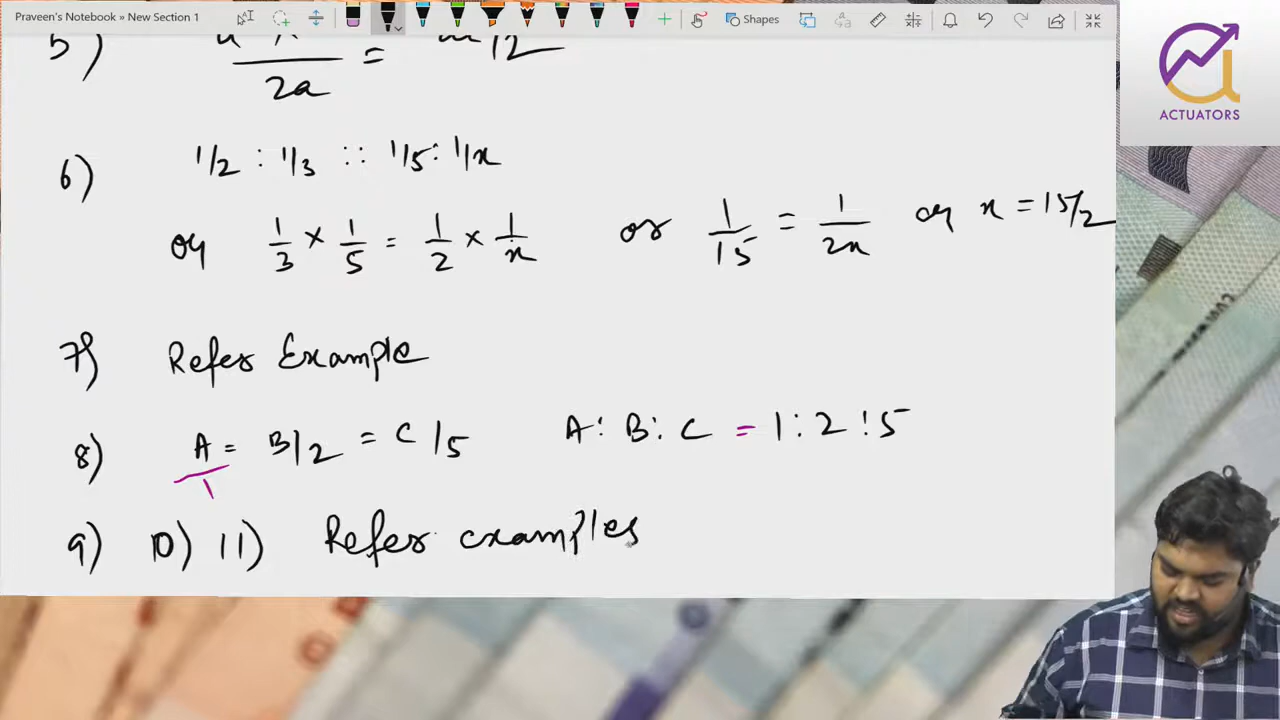 Praveen's Notebook » New Section 1
Shapes
ACTUATORS
5)
2a = 12
6) 1/2 : 1/3 :: 1/5 : 1/x
or 1/3 × 1/5 = 1/2 × 1/x or 1/15 = 1/2x or x = 15/2
7) Refer Example
8) A/1 = B/2 = C/5 A : B : C = 1 : 2 : 5
9) 10) 11) Refer examples